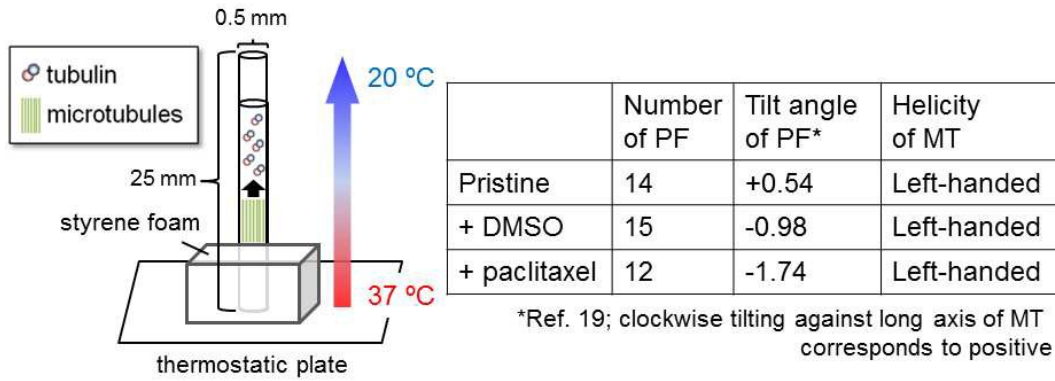 0.5 mm
tubulin
microtubules
20 ºC
25 mm
styrene foam
37 ºC
thermostatic plate
Number of PF
Tilt angle of PF*
Helicity of MT
Pristine 14 +0.54 Left-handed
+ DMSO 15 -0.98 Left-handed
+ paclitaxel 12 -1.74 Left-handed
*Ref. 19; clockwise tilting against long axis of MT
corresponds to positive